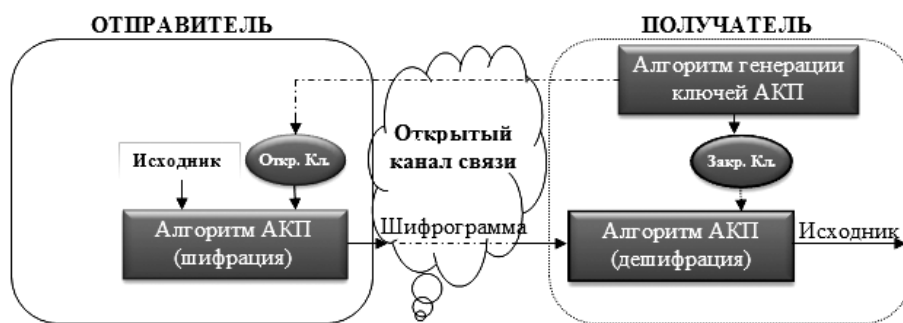 ОТПРАВИТЕЛЬ
ПОЛУЧАТЕЛЬ
Алгоритм генерации
ключей АКП
Открытый
канал связи
Исходник
Откр. Кл.
Закр. Кл.
Алгоритм АКП
(шифрация)
Шифрограмма
Алгоритм АКП
(дешифрация)
Исходник